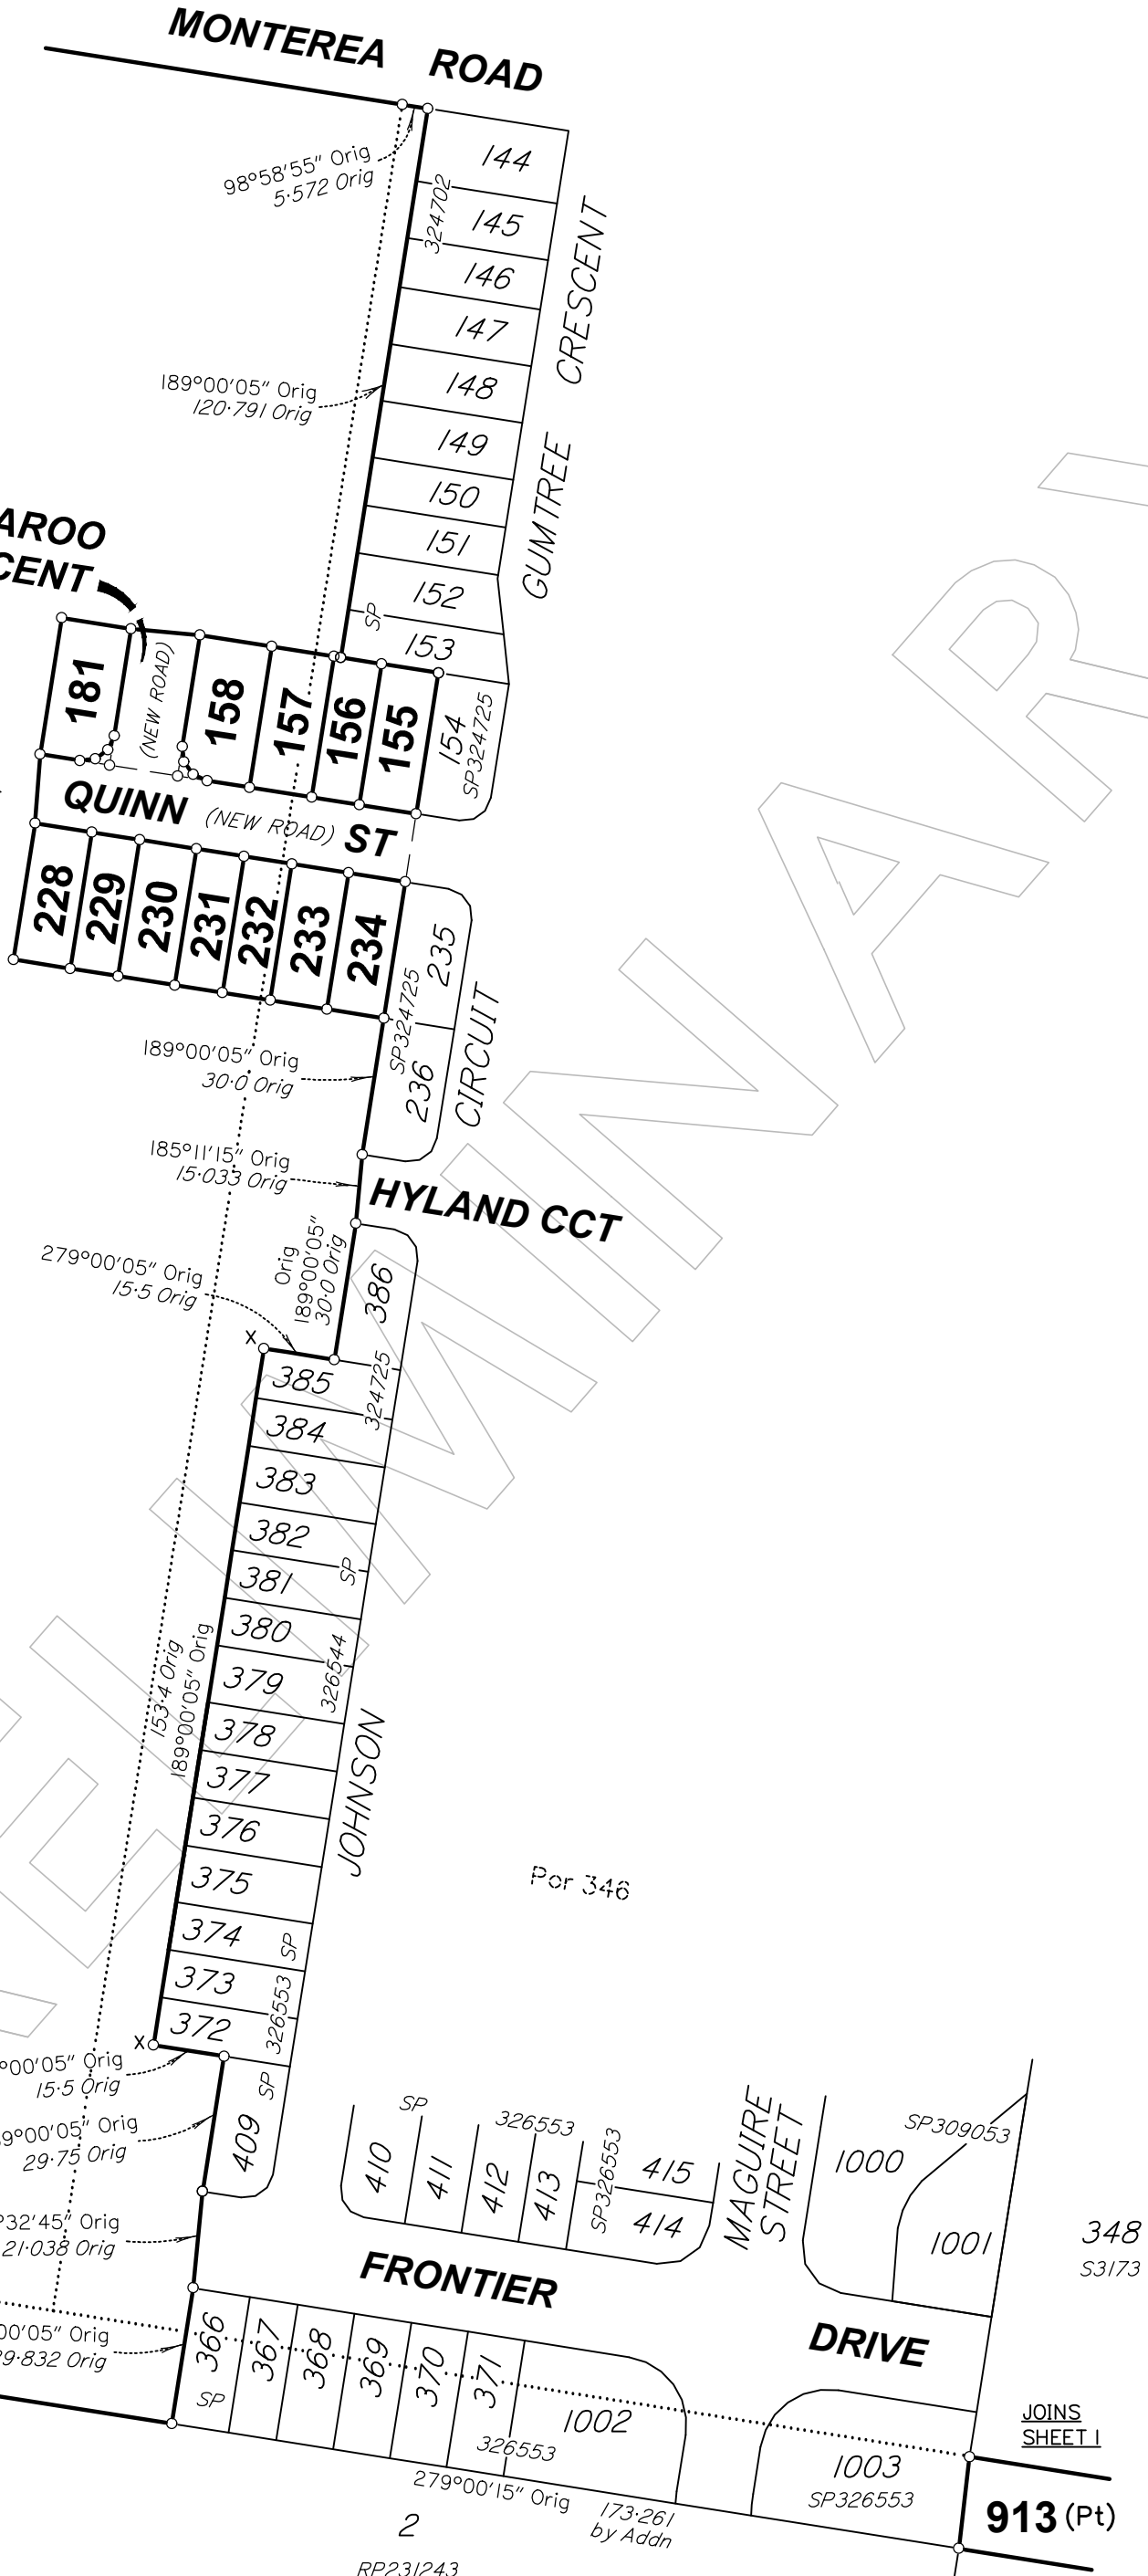 MONTEREA ROAD
98°58'55" Orig
5·572 Orig
144
324702
145
146
147
148
149
150
151
152
SP
153
GUMTREE CRESCENT
189°00'05" Orig
120·791 Orig
AROO
CENT
181
(NEW ROAD)
158
157
156
155
154
SP324725
QUINN (NEW ROAD) ST
228
229
230
231
232
233
234
235
SP324725
236
CIRCUIT
189°00'05" Orig
30·0 Orig
185°11'15" Orig
15·033 Orig
HYLAND CCT
Orig
189°00'05"
30·0 Orig
279°00'05" Orig
15·5 Orig
386
X
385
324725
384
383
382
381
SP
380
379
326544
378
377
376
375
374
SP
373
326553
372
X
153·4 Orig
189°00'05" Orig
JOHNSON
Por 346
°00'05" Orig
15·5 Orig
SP
9°00'05" Orig
29·75 Orig
409
°32'45" Orig
21·038 Orig
00'05" Orig
9·832 Orig
SP
326553
410
411
412
413
SP326553
415
414
MAGUIRE
STREET
1000
SP309053
1001
348
S3173
FRONTIER DRIVE
366
367
368
369
370
371
SP
326553
1002
1003
SP326553
JOINS
SHEET 1
913 (Pt)
279°00'15" Orig
173·261
by Addn
2
RP231243